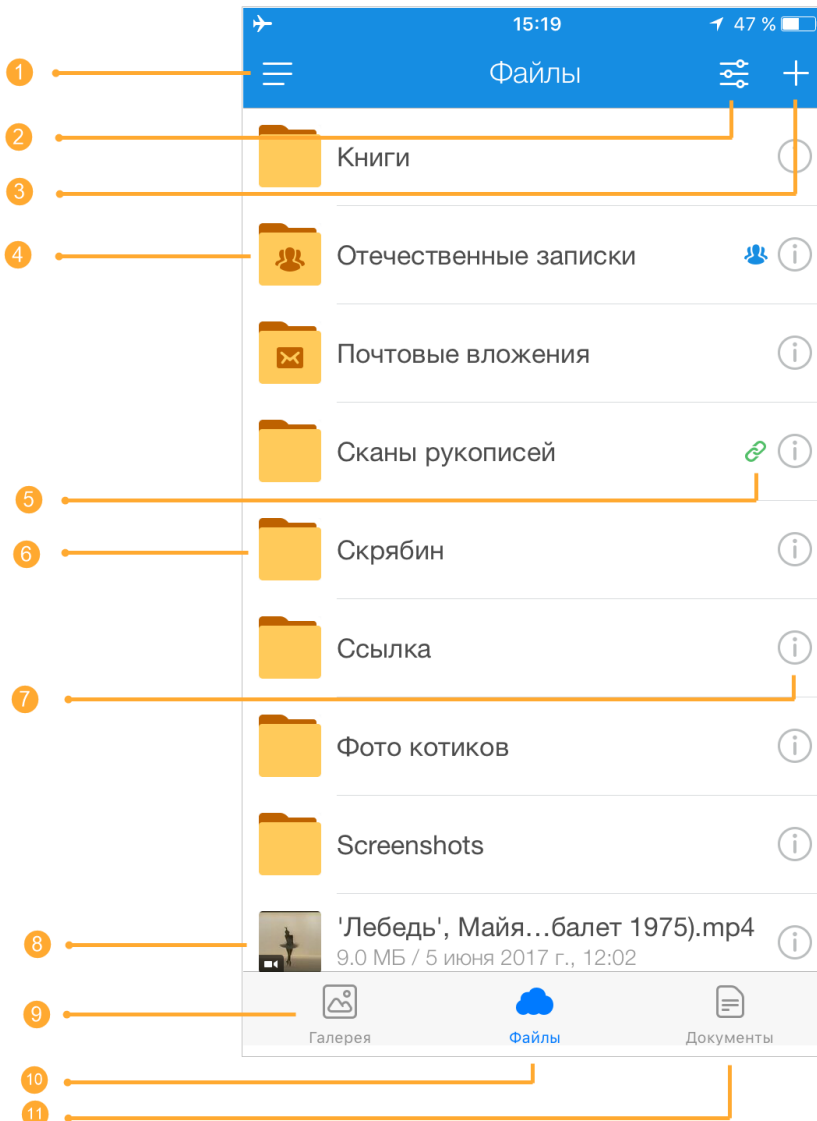 15:19
47 %
1
Файлы
2
Книги
3
4
Отечественные записки
Почтовые вложения
Сканы рукописей
5
6
Скрябин
Ссылка
7
Фото котиков
Screenshots
8
'Лебедь', Майя...балет 1975).mp4
9.0 МБ / 5 июня 2017 г., 12:02
9
Галерея
Файлы
Документы
10
11